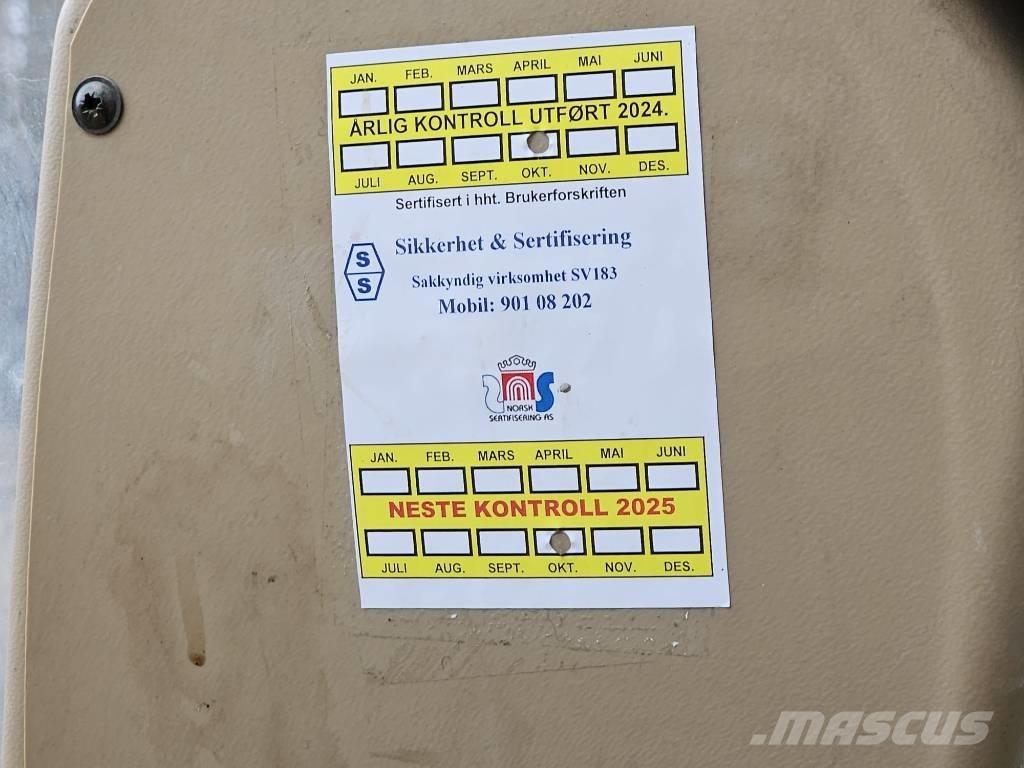 JAN. FEB. MARS APRIL MAI JUNI
ÅRLIG KONTROLL UTFØRT 2024.
JULI AUG. SEPT. OKT. NOV. DES.
Sertifisert i hht. Brukerforskriften
S
S
Sikkerhet & Sertifisering
Sakkyndig virksomhet SV183
Mobil: 901 08 202
NORSK
SERTIFISERING AS
JAN. FEB. MARS APRIL MAI JUNI
NESTE KONTROLL 2025
JULI AUG. SEPT. OKT. NOV. DES.
MASCUS